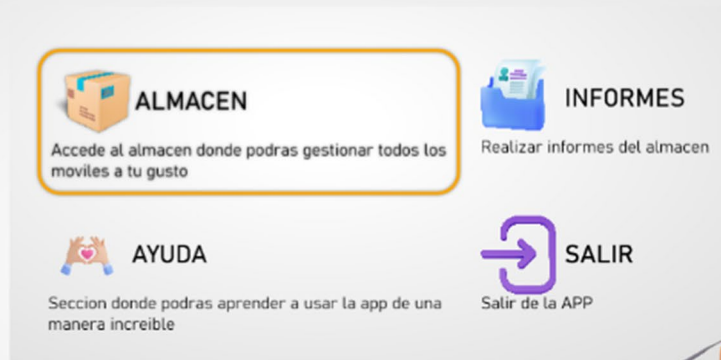 ALMACEN
Accede al almacen donde podras gestionar todos los
moviles a tu gusto
INFORMES
Realizar informes del almacen
AYUDA
Seccion donde podras aprender a usar la app de una
manera increible
SALIR
Salir de la APP